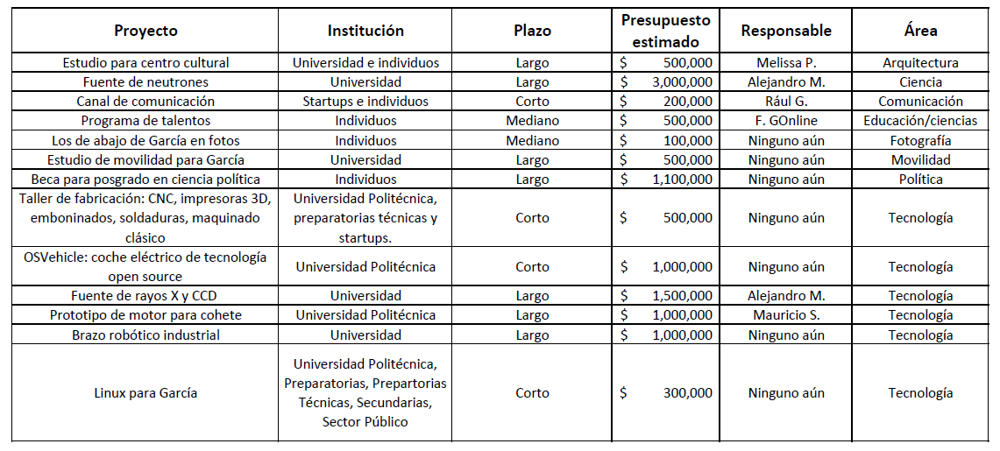 Proyecto Institución Plazo Presupuesto estimado Responsable Área
Estudio para centro cultural Universidad e individuos Largo $ 500,000 Melissa P. Arquitectura
Fuente de neutrones Universidad Largo $ 3,000,000 Alejandro M. Ciencia
Canal de comunicación Startups e individuos Corto $ 200,000 Rául G. Comunicación
Programa de talentos Individuos Mediano $ 500,000 F. GOnline Educación/ciencias
Los de abajo de García en fotos Individuos Mediano $ 100,000 Ninguno aún Fotografía
Estudio de movilidad para García Universidad Largo $ 500,000 Ninguno aún Movilidad
Beca para posgrado en ciencia política Individuos Largo $ 1,100,000 Ninguno aún Política
Taller de fabricación: CNC, impresoras 3D, emboninados, soldaduras, maquinado clásico Universidad Politécnica, preparatorias técnicas y startups. Corto $ 500,000 Ninguno aún Tecnología
OSVehicle: coche eléctrico de tecnología open source Universidad Politécnica Corto $ 1,000,000 Ninguno aún Tecnología
Fuente de rayos X y CCD Universidad Largo $ 1,500,000 Alejandro M. Tecnología
Prototipo de motor para cohete Universidad Politécnica Largo $ 1,000,000 Mauricio S. Tecnología
Brazo robótico industrial Universidad Largo $ 1,000,000 Ninguno aún Tecnología
Linux para García Universidad Politécnica, Preparatorias, Prepartorias Técnicas, Secundarias, Sector Público Corto $ 300,000 Ninguno aún Tecnología